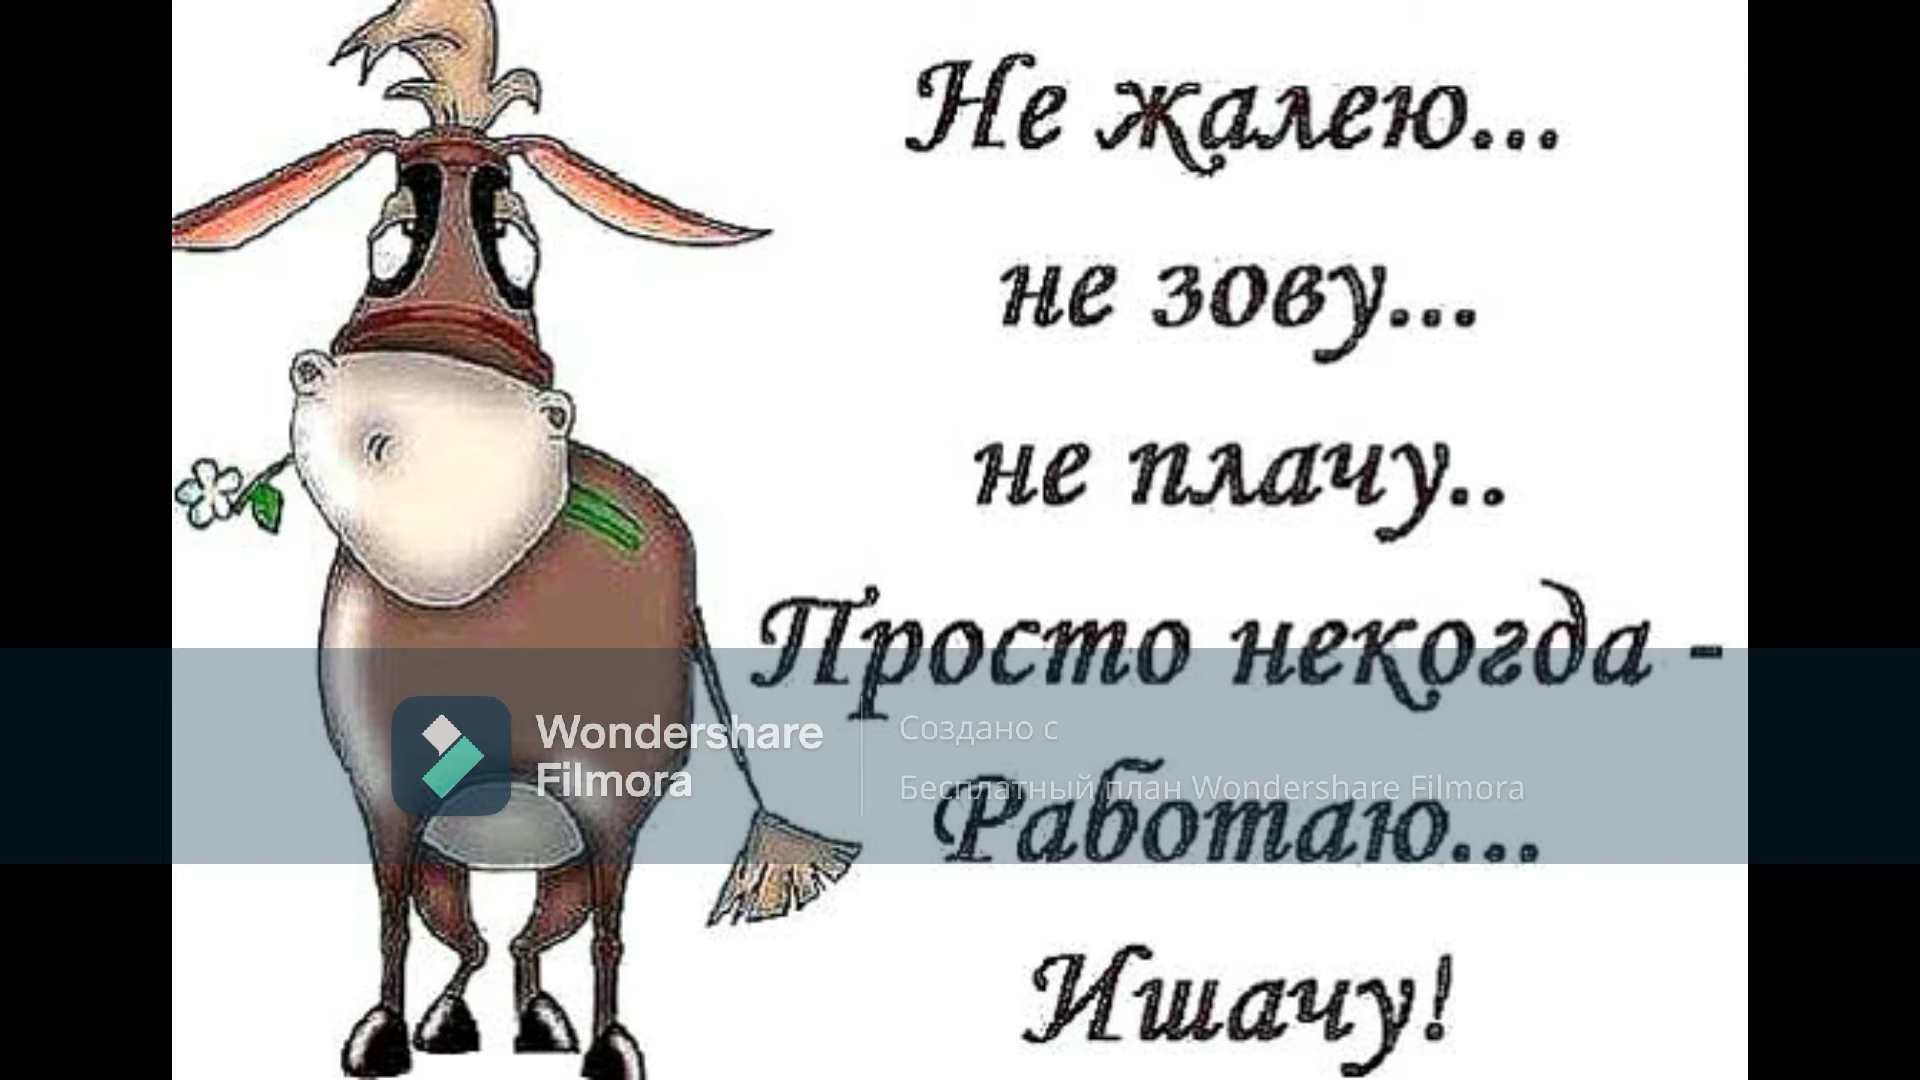 Не жалею...
не зову...
не плачу..
Просто некогда -
Wondershare
Filmora
Создано с
Бесплатный план Wondershare Filmora
Работаю...
Ишачу!